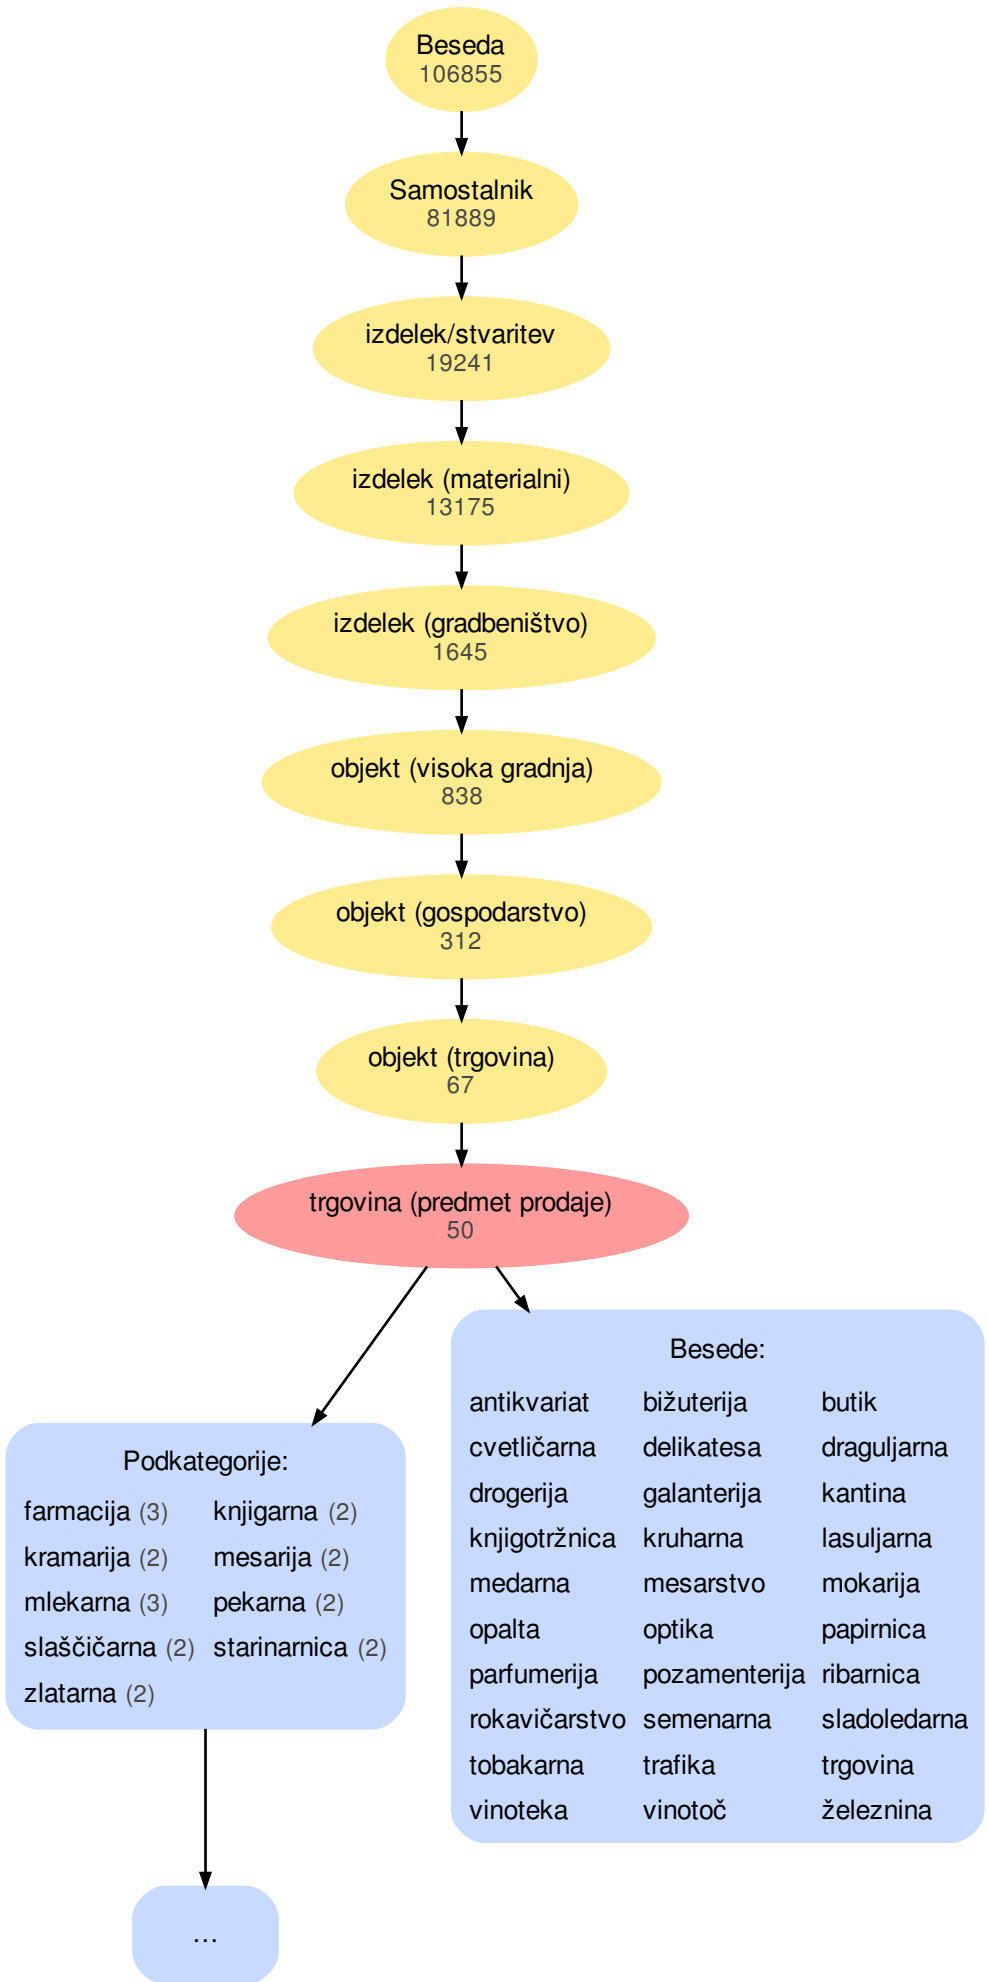 Beseda
106855
Samostalnik
81889
izdelek/stvaritev
19241
izdelek (materialni)
13175
izdelek (gradbeništvo)
1645
objekt (visoka gradnja)
838
objekt (gospodarstvo)
312
objekt (trgovina)
67
trgovina (predmet prodaje)
50
Podkategorije:
farmacija (3) knjigarna (2)
kramarija (2) mesarija (2)
mlekarna (3) pekarna (2)
slaščičarna (2) starinarnica (2)
zlatarna (2)
...
Besede:
antikvariat bižuterija butik
cvetličarna delikatesa draguljarna
drogerija galanterija kantina
knjigotržnica kruharna lasuljarna
medarna mesarstvo mokarija
opalta optika papirnica
parfumerija pozamenterija ribarnica
rokavičarstvo semenarna sladoledarna
tobakarna trafika trgovina
vinoteka vinotoč železnina